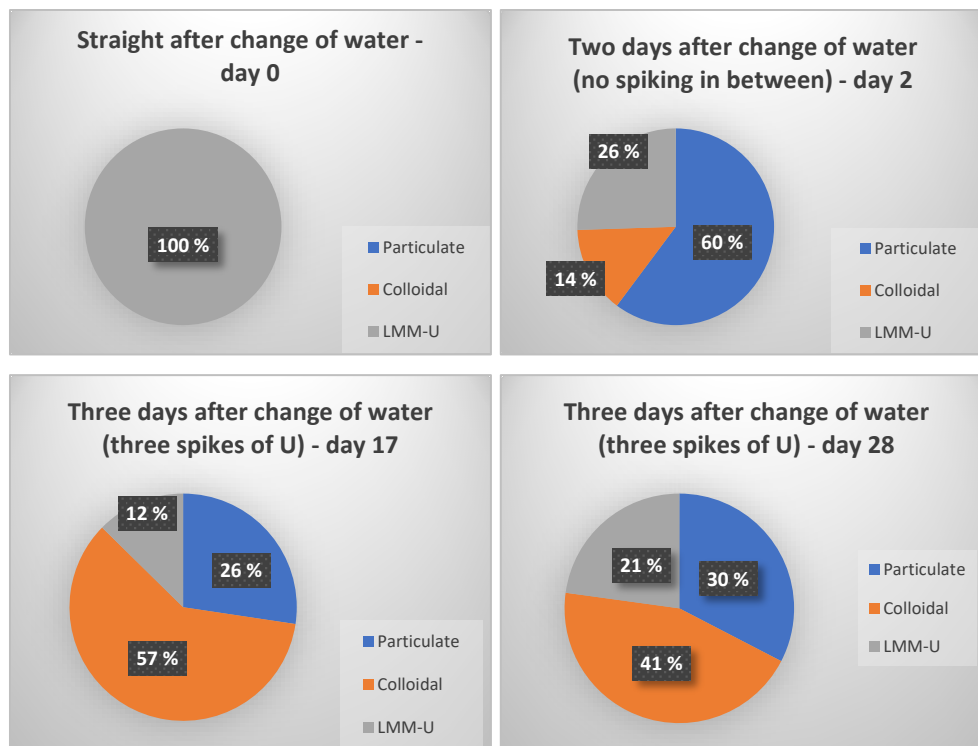 Straight after change of water -
day 0
100 %
Particulate
Colloidal
LMM-U
Two days after change of water
(no spiking in between) - day 2
26 %
60 %
14 %
Particulate
Colloidal
LMM-U
Three days after change of water
(three spikes of U) - day 17
12 %
26 %
57 %
Particulate
Colloidal
LMM-U
Three days after change of water
(three spikes of U) - day 28
21 %
30 %
41 %
Particulate
Colloidal
LMM-U